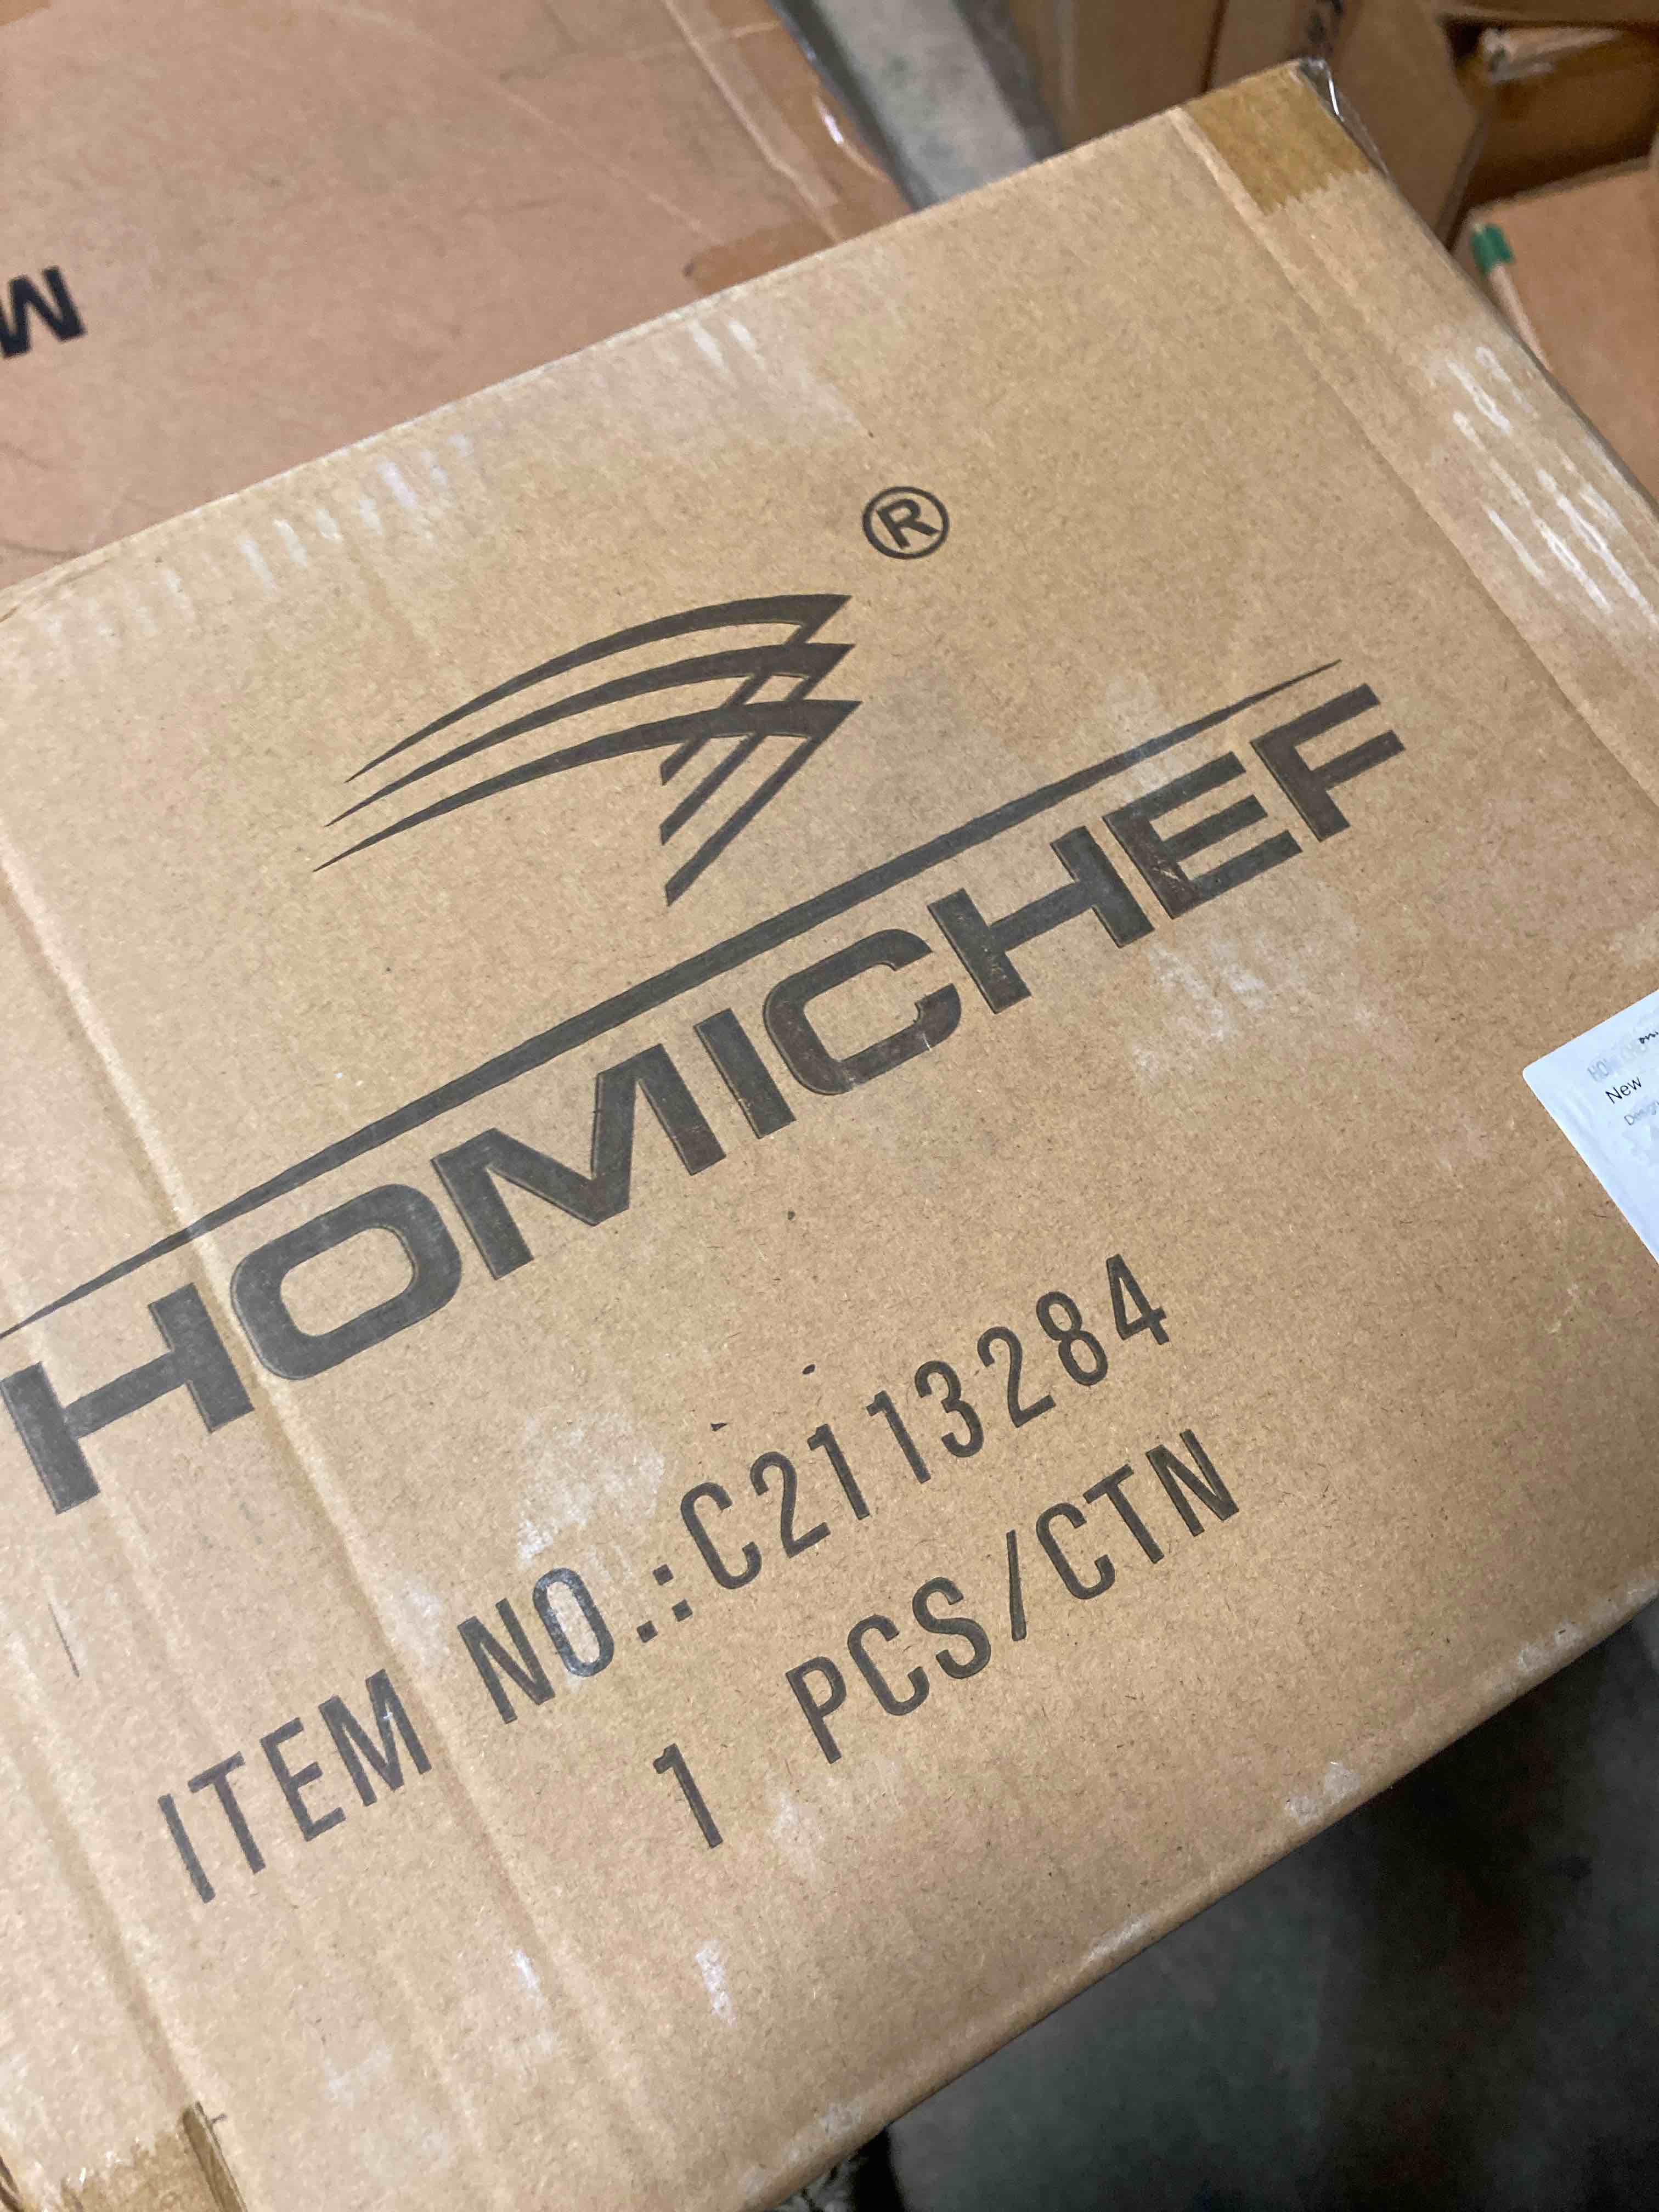 M
®
HOMICHEF
ITEM NO.:C2113284
1 PCS/CTN
New